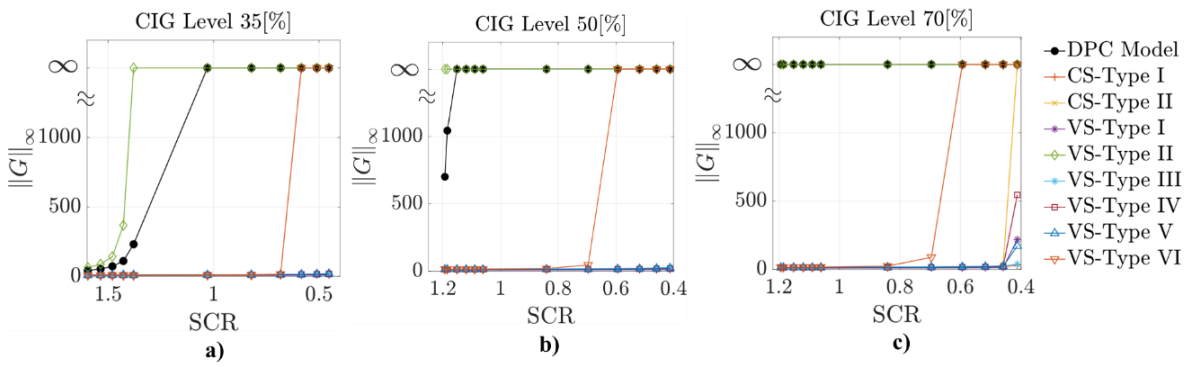 CIG Level 35[%]
∞
≈
1000
500
0
‖G‖∞
1.5 1 0.5
SCR
a)
CIG Level 50[%]
∞
≈
1000
500
0
‖G‖∞
1.2 1 0.8 0.6 0.4
SCR
b)
CIG Level 70[%]
∞
≈
1000
500
0
‖G‖∞
1.2 1 0.8 0.6 0.4
SCR
c)
DPC Model
CS-Type I
CS-Type II
VS-Type I
VS-Type II
VS-Type III
VS-Type IV
VS-Type V
VS-Type VI